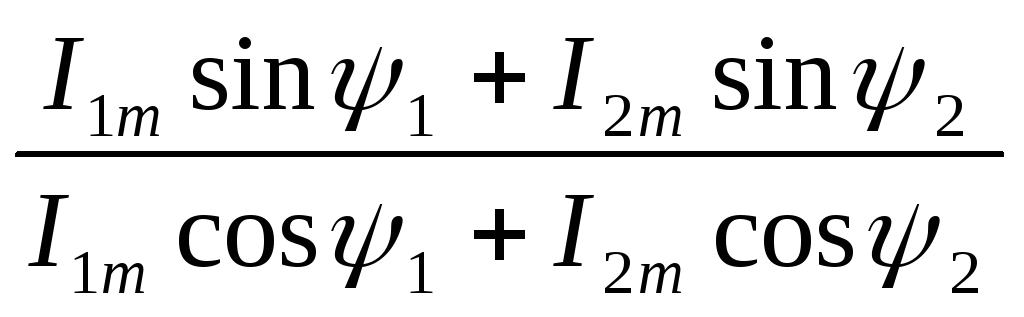 I₁ₘ sin ψ₁ + I₂ₘ sin ψ₂
I₁ₘ cos ψ₁ + I₂ₘ cos ψ₂